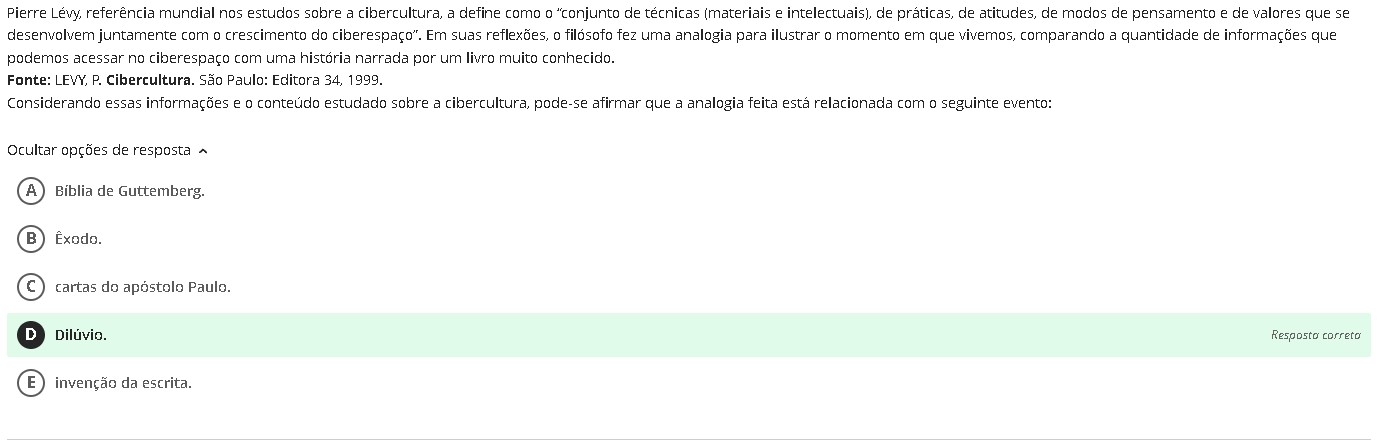 Pierre Lévy, referência mundial nos estudos sobre a cibercultura, a define como o “conjunto de técnicas (materiais e intelectuais), de práticas, de atitudes, de modos de pensamento e de valores que se
desenvolvem juntamente com o crescimento do ciberespaço”. Em suas reflexões, o filósofo fez uma analogia para ilustrar o momento em que vivemos, comparando a quantidade de informações que
podemos acessar no ciberespaço com uma história narrada por um livro muito conhecido.
Fonte: LEVY, P. Cibercultura. São Paulo: Editora 34, 1999.
Considerando essas informações e o conteúdo estudado sobre a cibercultura, pode-se afirmar que a analogia feita está relacionada com o seguinte evento:
Ocultar opções de resposta
A Bíblia de Guttemberg.
B Êxodo.
C cartas do apóstolo Paulo.
D Dilúvio. Resposta correta
E invenção da escrita.